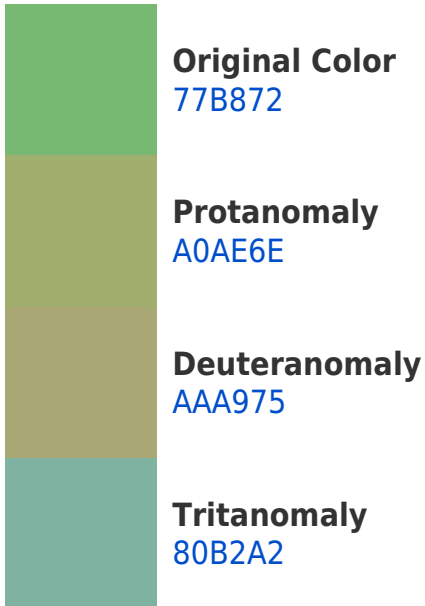 Original Color
77B872
Protanomaly
A0AE6E
Deuteranomaly
AAA975
Tritanomaly
80B2A2